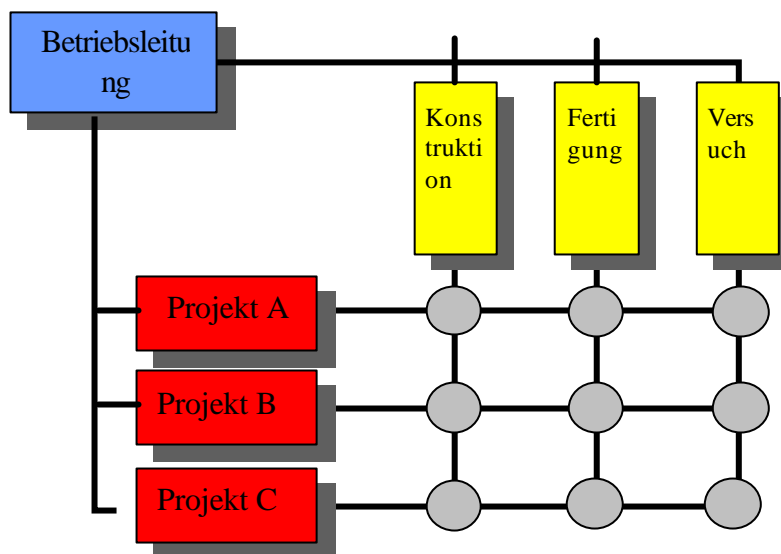 Betriebsleitu
ng
Kons
trukti
on
Ferti
gung
Vers
uch
Projekt A
Projekt B
Projekt C